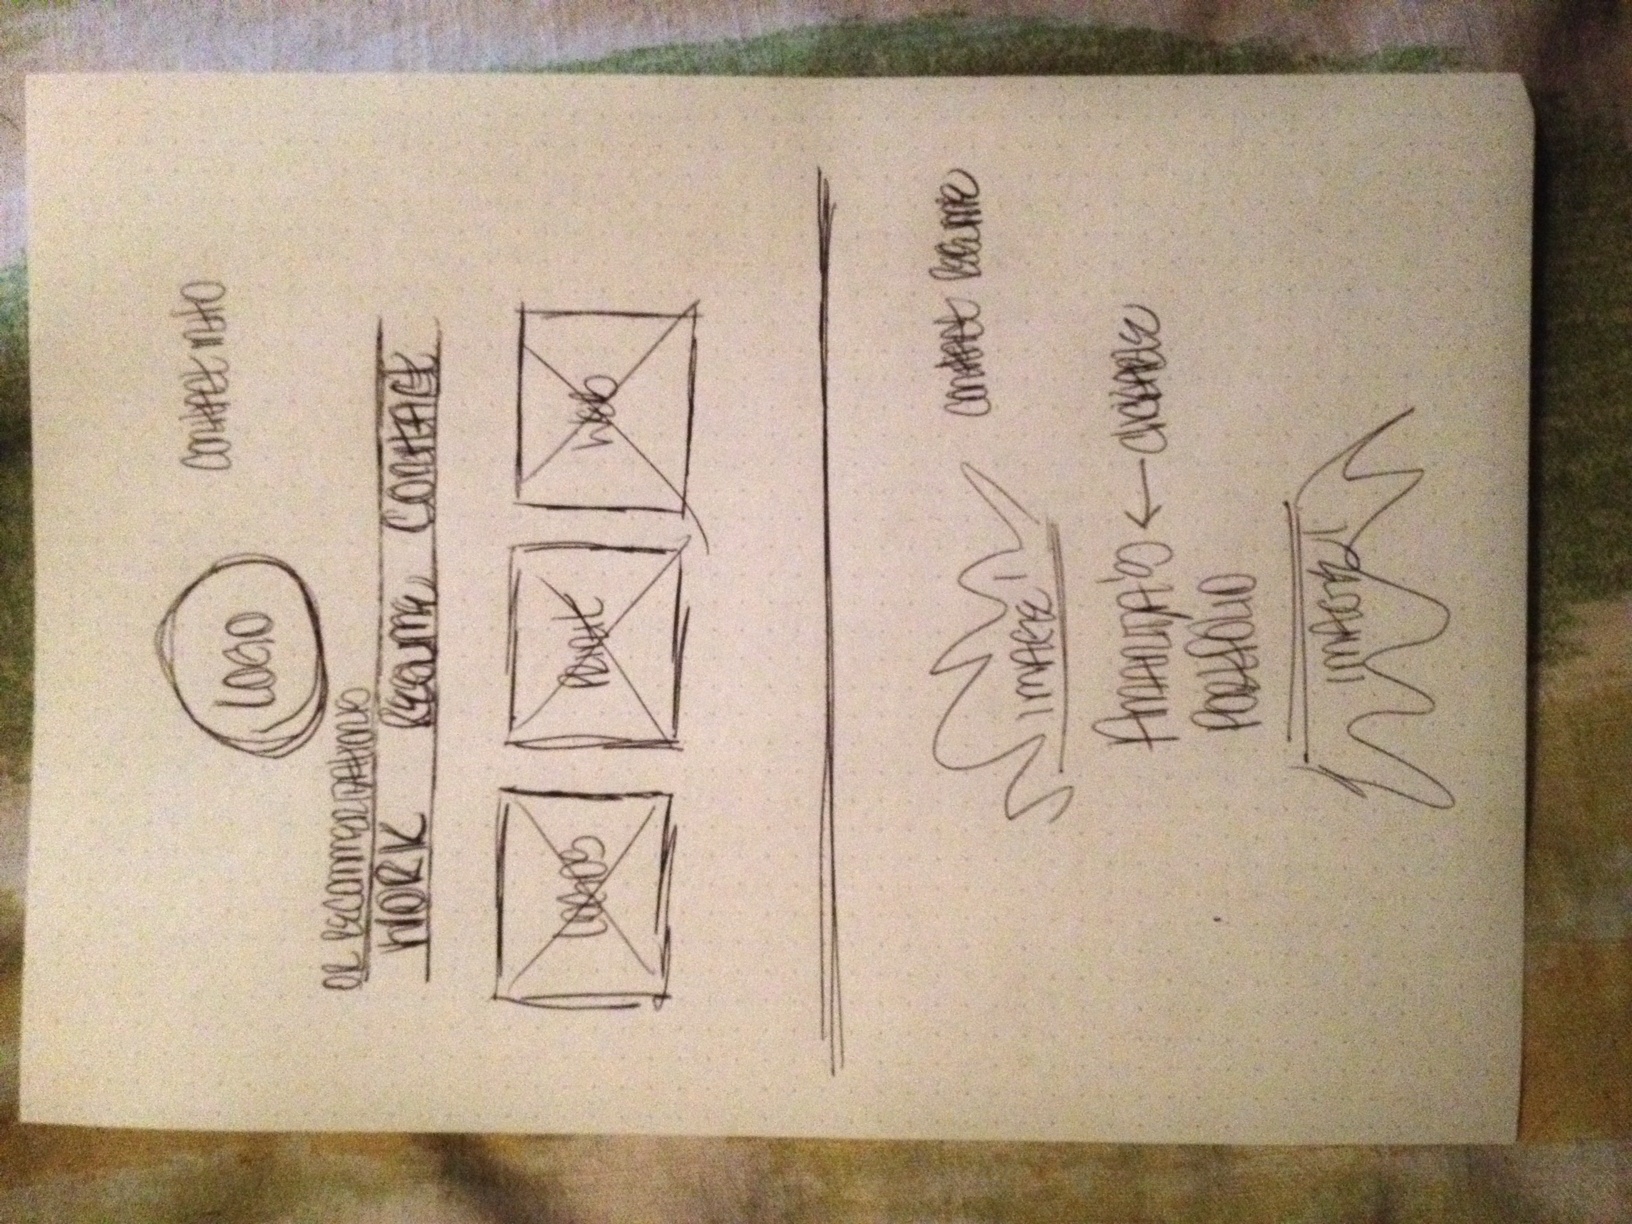 LOGO
CONTACT INFO
OR RECOMMENDATIONS
WORK RESUME CONTACT
LOGOS PRINT WEB
CONTACT RESUME
IMAGE!
AMANDA'S ← CLICKABLE
PORTFOLIO
IMAGE!